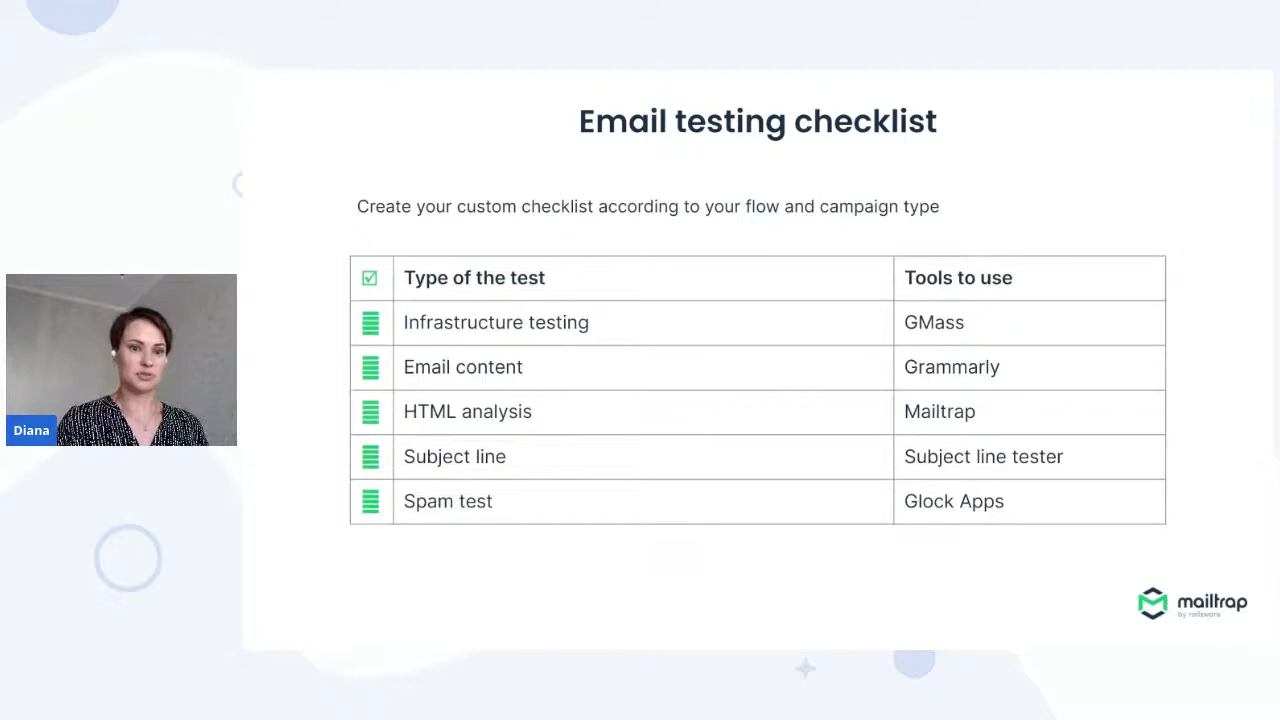 Email testing checklist
Create your custom checklist according to your flow and campaign type
Type of the test Tools to use
Infrastructure testing GMass
Email content Grammarly
HTML analysis Mailtrap
Subject line Subject line tester
Spam test Glock Apps
Diana
mailtrap
by railsware